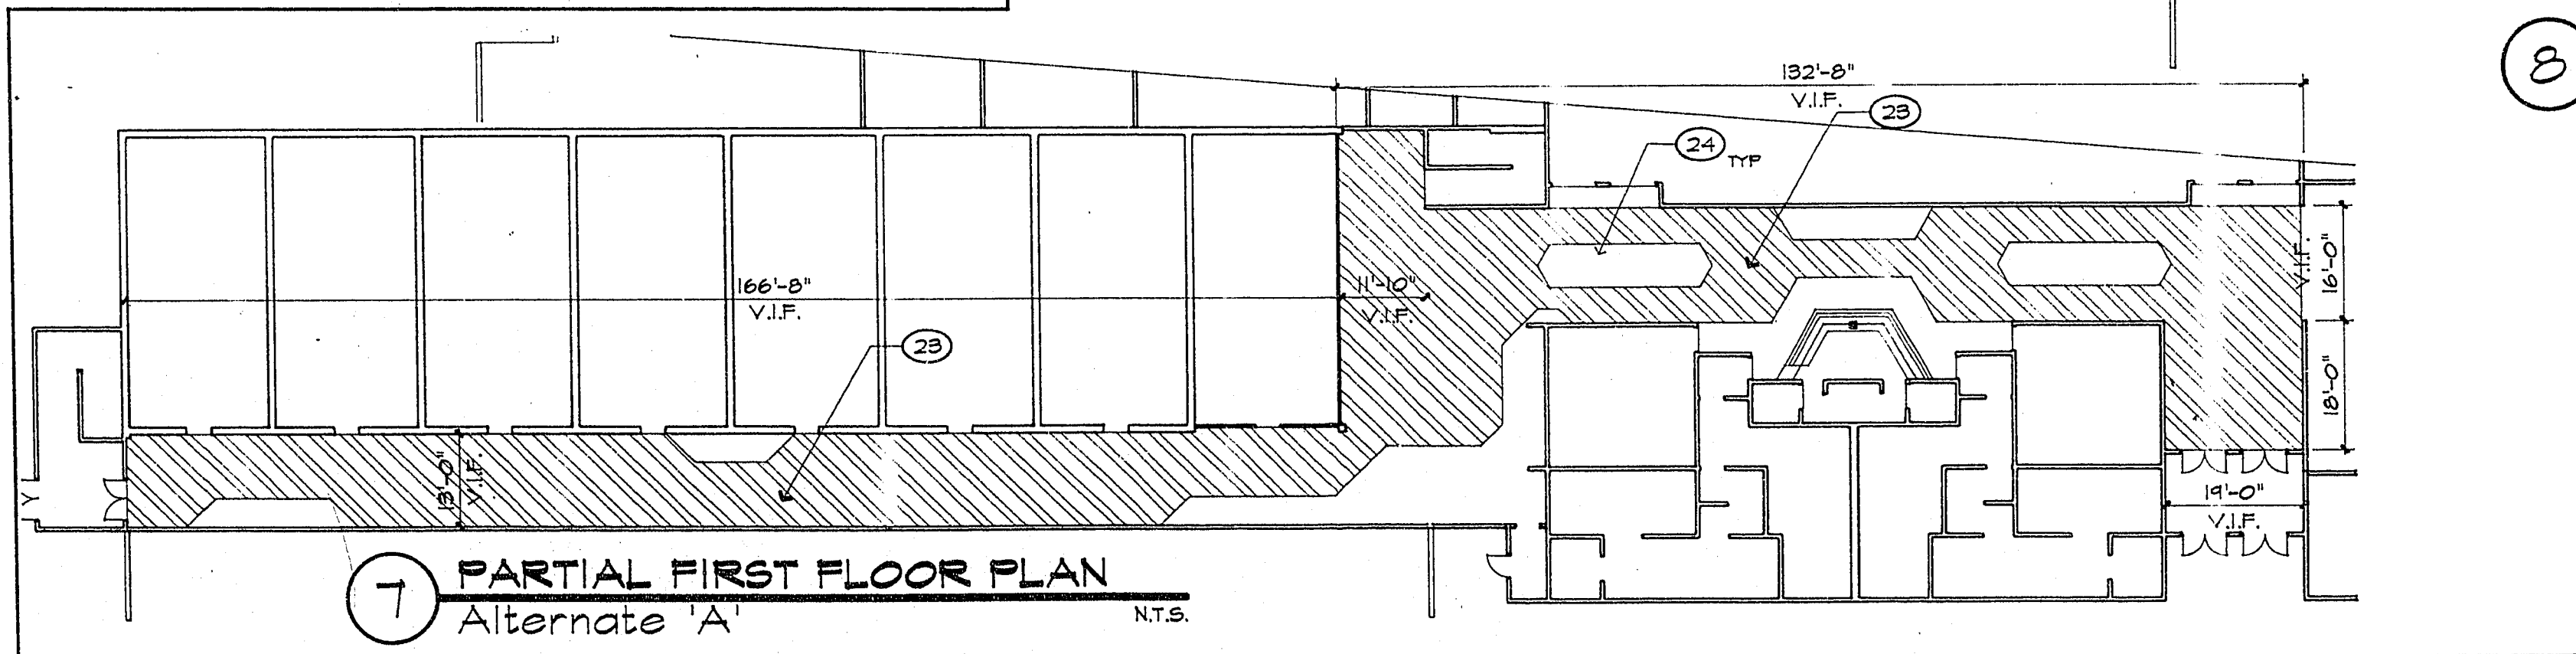 8
132'-8"
V.I.F.
23
24 TYP
166'-8"
V.I.F.
11'-10"
V.I.F.
V.I.F.
16'-0"
23
18'-0"
13'-0"
V.I.F.
19'-0"
V.I.F.
7 PARTIAL FIRST FLOOR PLAN
Alternate 'A' N.T.S.